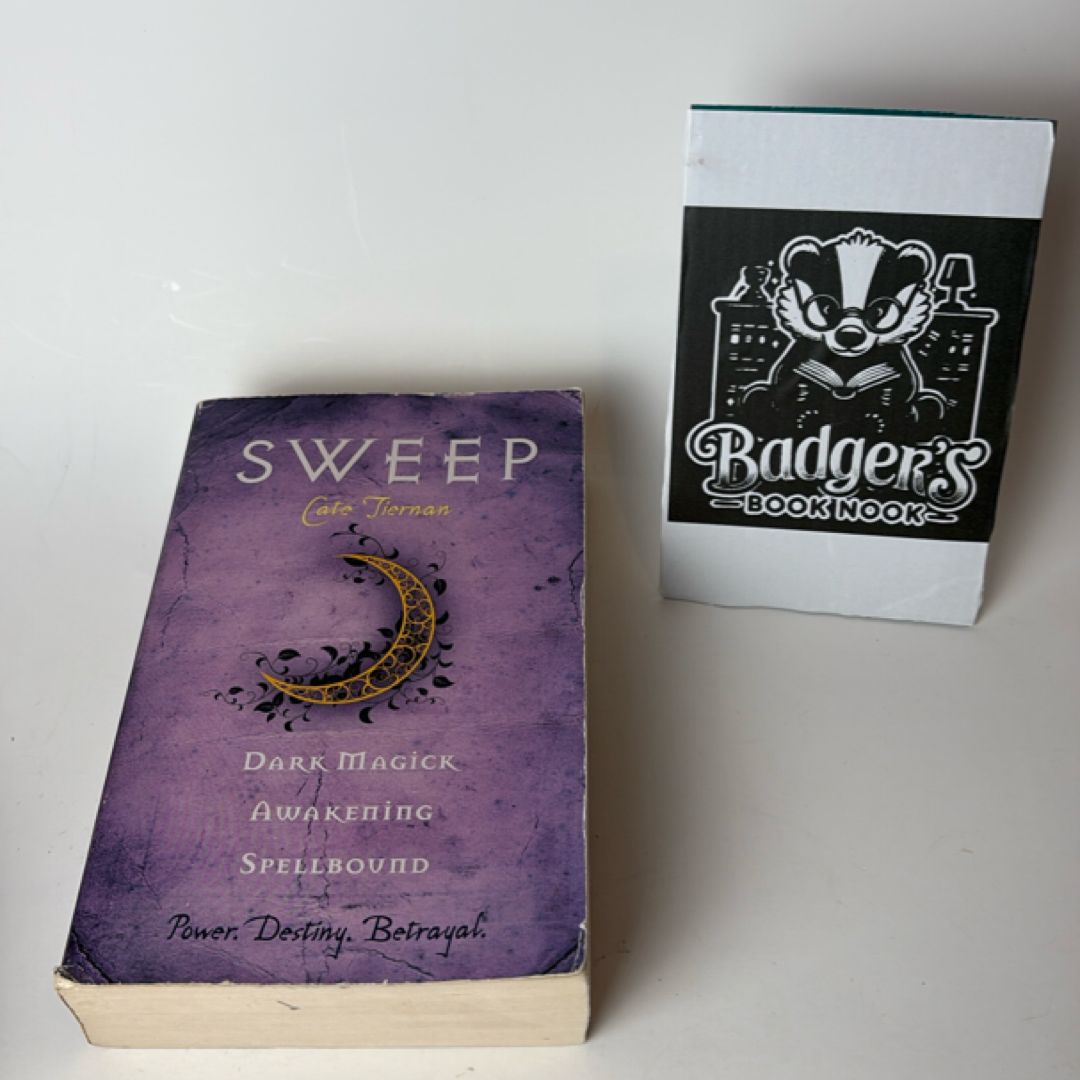 SWEEP
Cate Tiernan
DARK MAGICK
AWAKENING
SPELLBOUND
Power. Destiny. Betrayal.
Badger's
BOOK NOOK